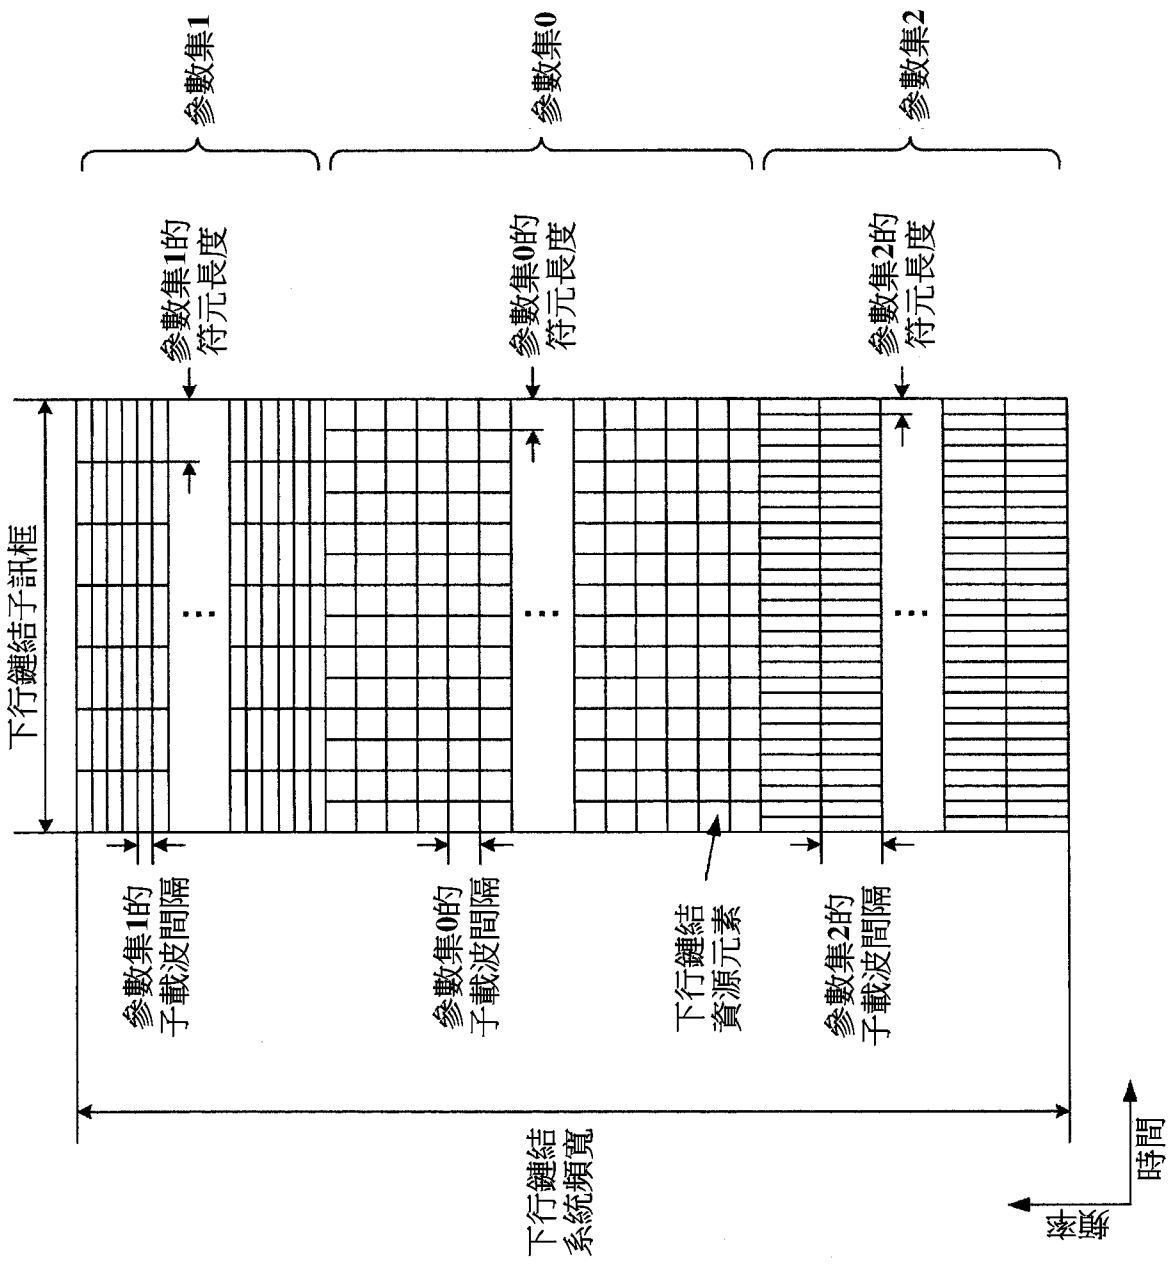 參數集1
參數集0
參數集2
參數集1的
符元長度
參數集0的
符元長度
參數集2的
符元長度
下行鏈結子訊框
參數集1的
子載波間隔
參數集0的
子載波間隔
下行鏈結
資源元素
參數集2的
子載波間隔
下行鏈結
系統頻寬
頻率
時間